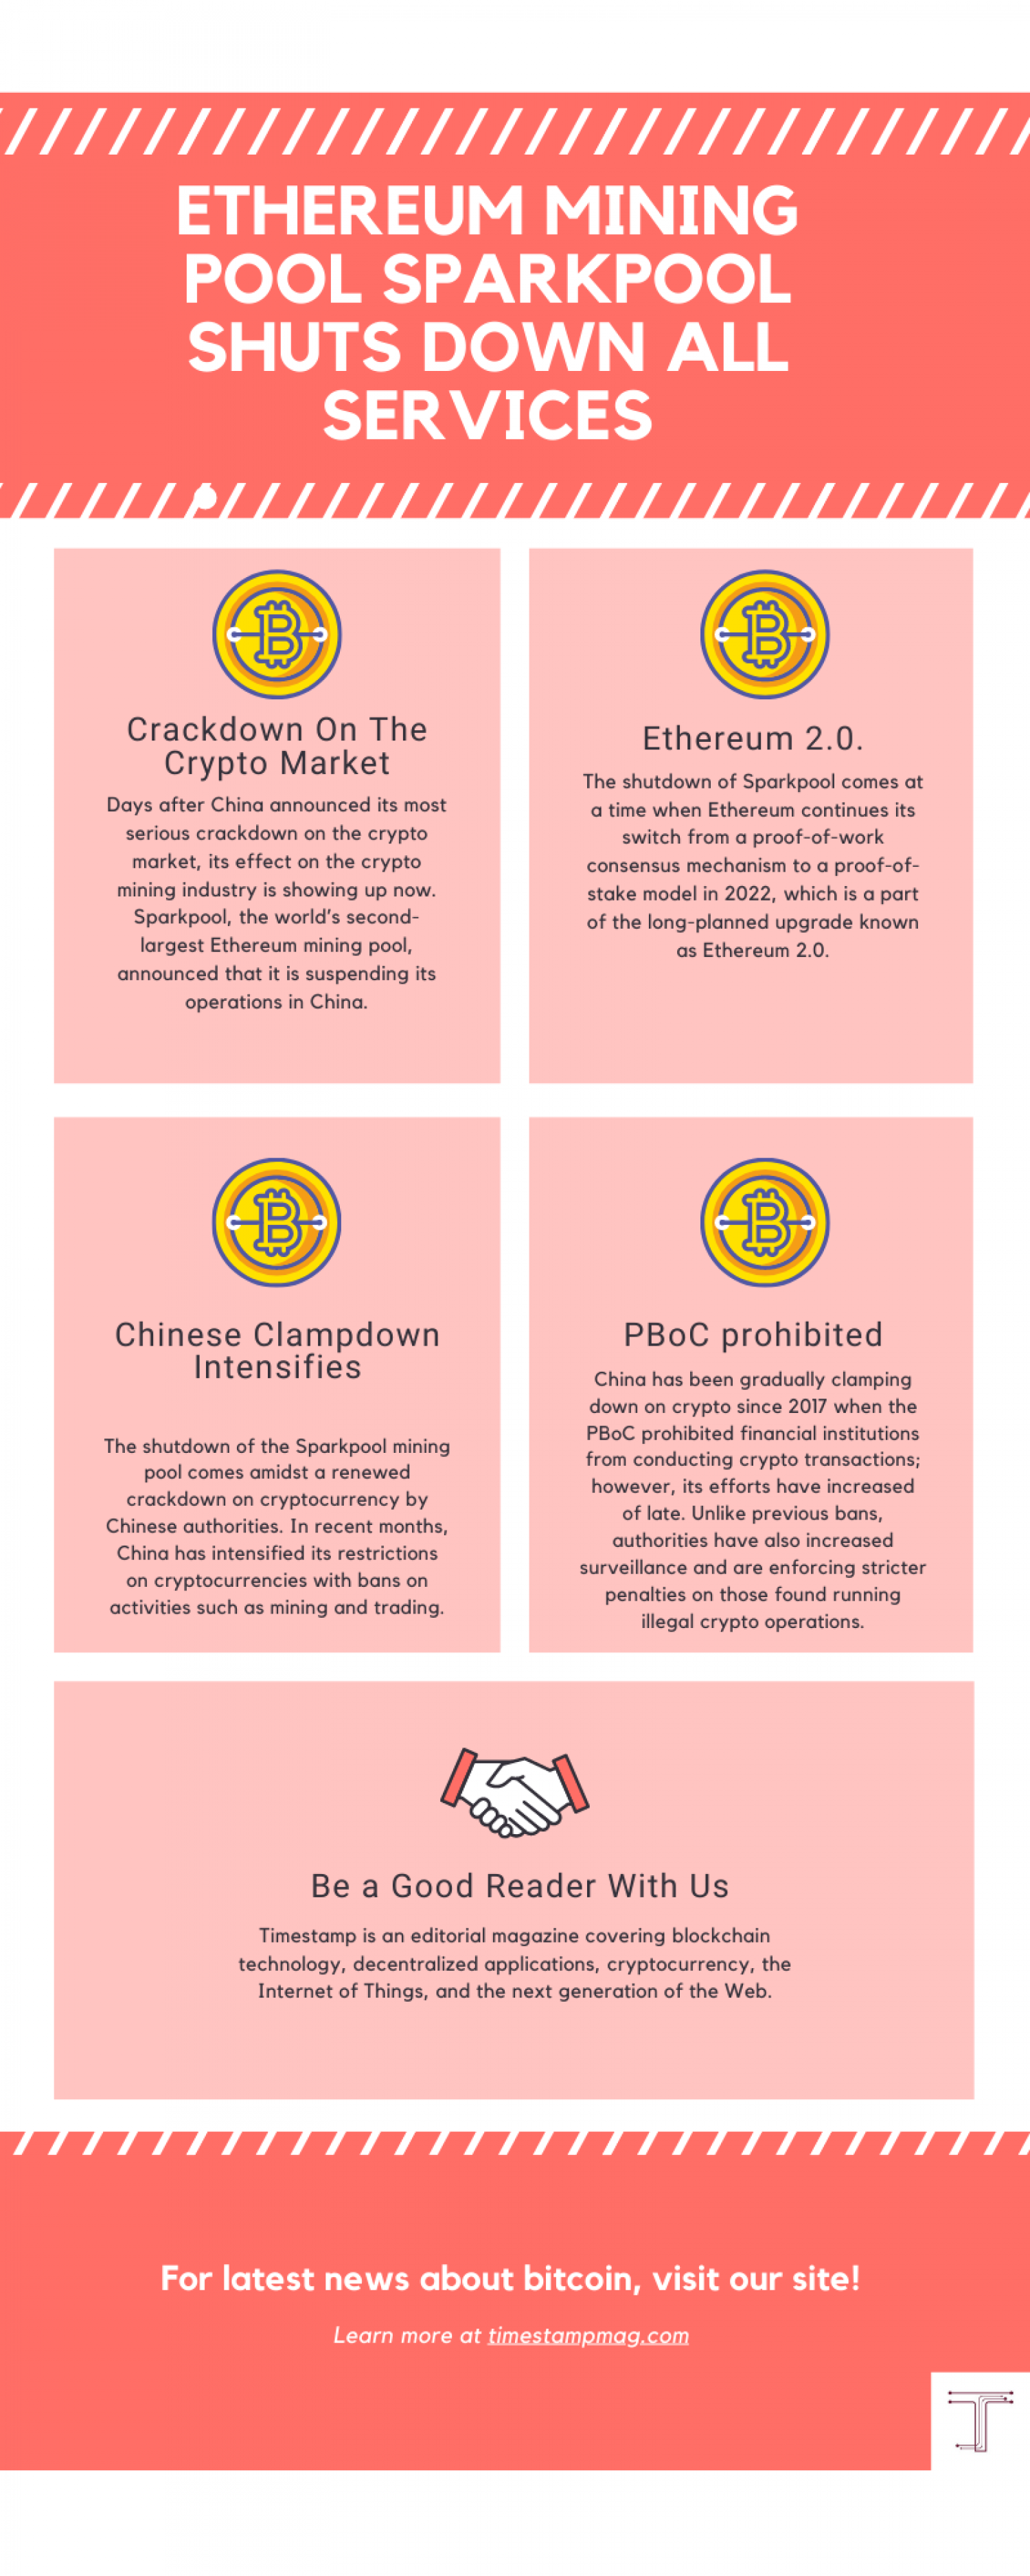 ETHEREUM MINING
POOL SPARKPOOL
SHUTS DOWN ALL
SERVICES
Crackdown On The
Crypto Market
Days after China announced its most
serious crackdown on the crypto
market, its effect on the crypto
mining industry is showing up now.
Sparkpool, the world's second-
largest Ethereum mining pool,
announced that it is suspending its
operations in China.
Ethereum 2.0.
The shutdown of Sparkpool comes at
a time when Ethereum continues its
switch from a proof-of-work
consensus mechanism to a proof-of-
stake model in 2022, which is a part
of the long-planned upgrade known
as Ethereum 2.0.
Chinese Clampdown
Intensifies
The shutdown of the Sparkpool mining
pool comes amidst a renewed
crackdown on cryptocurrency by
Chinese authorities. In recent months,
China has intensified its restrictions
on cryptocurrencies with bans on
activities such as mining and trading.
PBoC prohibited
China has been gradually clamping
down on crypto since 2017 when the
PBoC prohibited financial institutions
from conducting crypto transactions;
however, its efforts have increased
of late. Unlike previous bans,
authorities have also increased
surveillance and are enforcing stricter
penalties on those found running
illegal crypto operations.
Be a Good Reader With Us
Timestamp is an editorial magazine covering blockchain
technology, decentralized applications, cryptocurrency, the
Internet of Things, and the next generation of the Web.
For latest news about bitcoin, visit our site!
Learn more at timestampmag.com